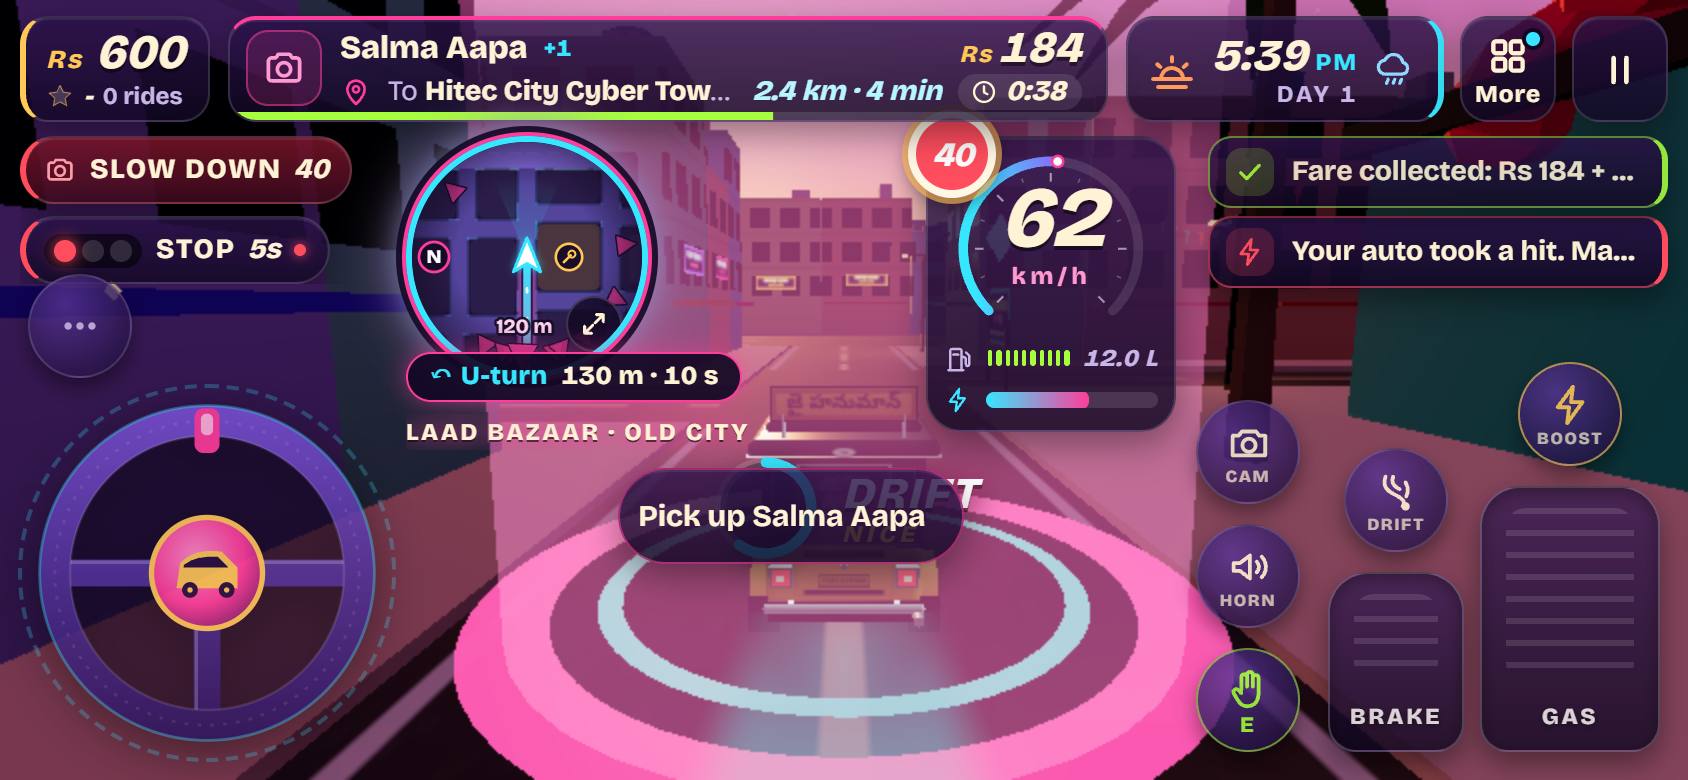 Rs 600
- 0 rides
Salma Aapa +1
Rs 184
To Hitec City Cyber Tow... 2.4 km · 4 min 0:38
5:39 PM
DAY 1
More
SLOW DOWN 40
STOP 5s
N
120 m
U-turn 130 m · 10 s
LAAD BAZAAR · OLD CITY
40
62
km/h
12.0 L
Fare collected: Rs 184 + ...
Your auto took a hit. Ma...
జై హనుమాన్
DRIFT
NICE
Pick up Salma Aapa
BOOST
CAM
DRIFT
HORN
E
BRAKE
GAS